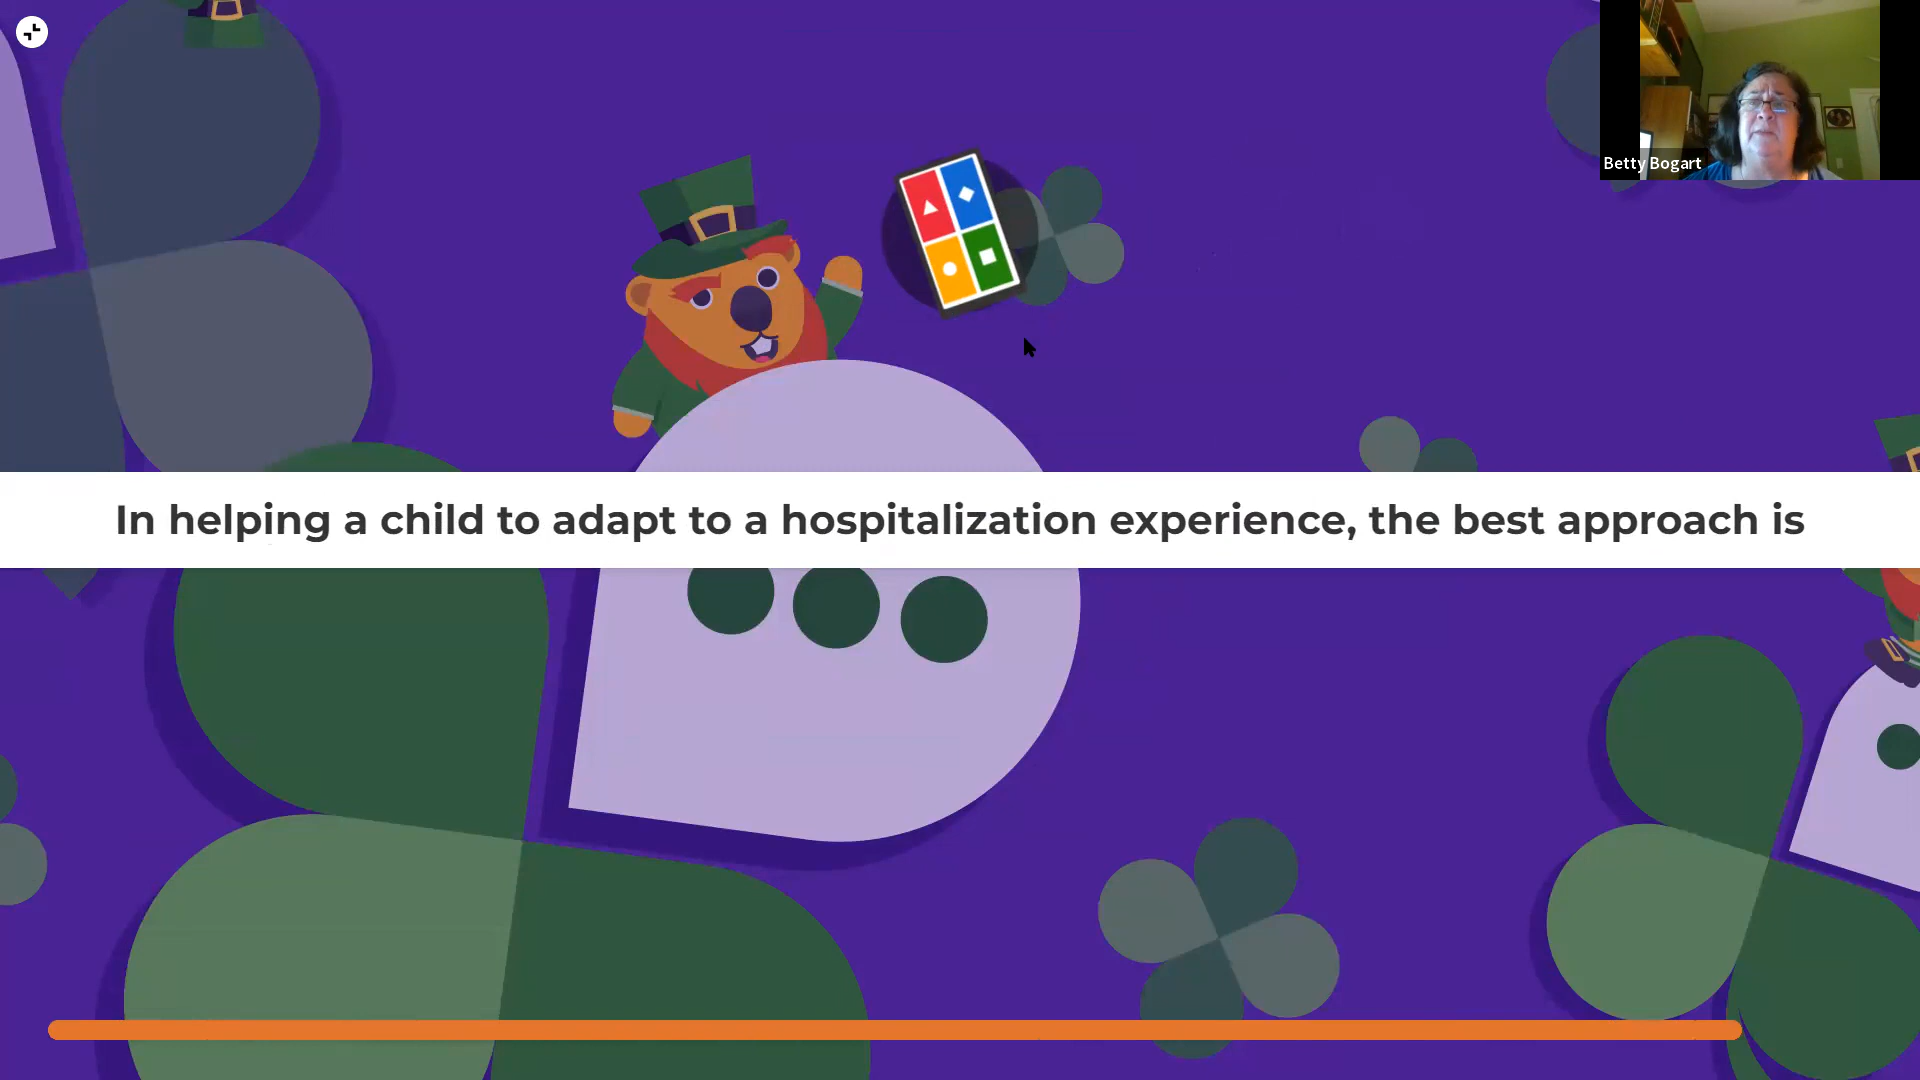 Betty Bogart
In helping a child to adapt to a hospitalization experience, the best approach is